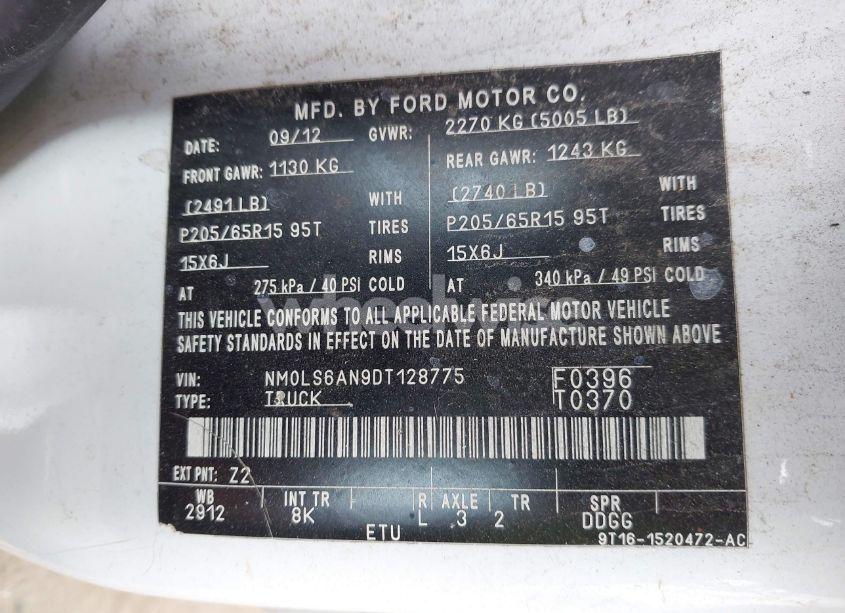 MFD. BY FORD MOTOR CO.
DATE: 09/12 GVWR: 2270 KG (5005 LB)
FRONT GAWR: 1130 KG REAR GAWR: 1243 KG
(2491 LB) WITH (2740 LB) WITH
P205/65R15 95T TIRES P205/65R15 95T TIRES
15X6J RIMS 15X6J RIMS
AT 275 kPa / 40 PSI COLD AT 340 kPa / 49 PSI COLD
wheelwise
THIS VEHICLE CONFORMS TO ALL APPLICABLE FEDERAL MOTOR VEHICLE
SAFETY STANDARDS IN EFFECT ON THE DATE OF MANUFACTURE SHOWN ABOVE
VIN: NM0LS6AN9DT128775 F0396
TYPE: TRUCK T0370
EXT PNT: Z2
WB INT TR R AXLE TR SPR
2912 8K L 3 2 DDGG
ETU 9T16-1520472-AC